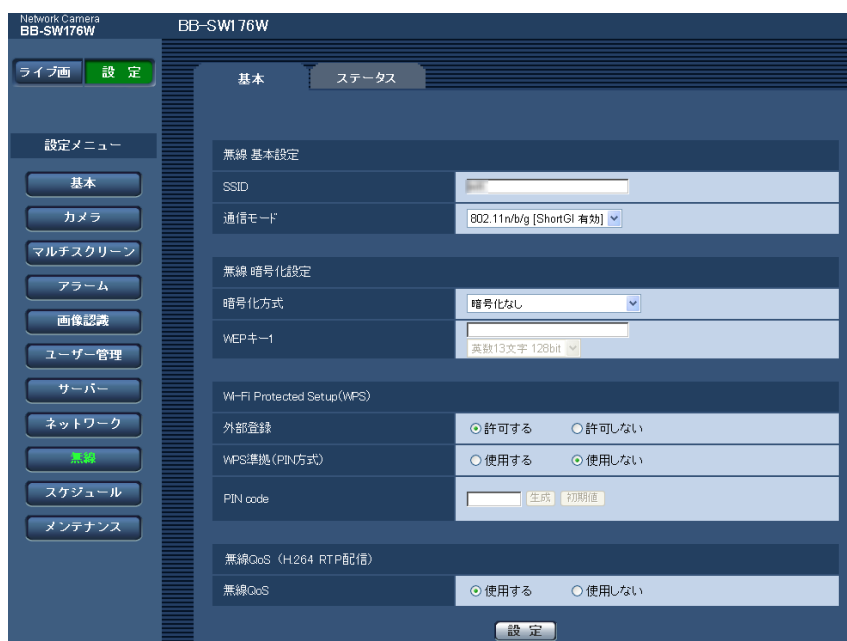 Network Camera
BB-SW176W
BB-SW176W
ライブ画
設 定
基本
ステータス
設定メニュー
基本
カメラ
マルチスクリーン
アラーム
画像認識
ユーザー管理
サーバー
ネットワーク
無線
スケジュール
メンテナンス
無線 基本設定
SSID
通信モード
802.11n/b/g [ShortGI 有効]
無線 暗号化設定
暗号化方式
暗号化なし
WEPキー1
英数13文字 128bit
Wi-Fi Protected Setup(WPS)
外部登録
許可する
許可しない
WPS準拠(PIN方式)
使用する
使用しない
PIN code
生成
初期値
無線QoS (H.264 RTP配信)
無線QoS
使用する
使用しない
設 定